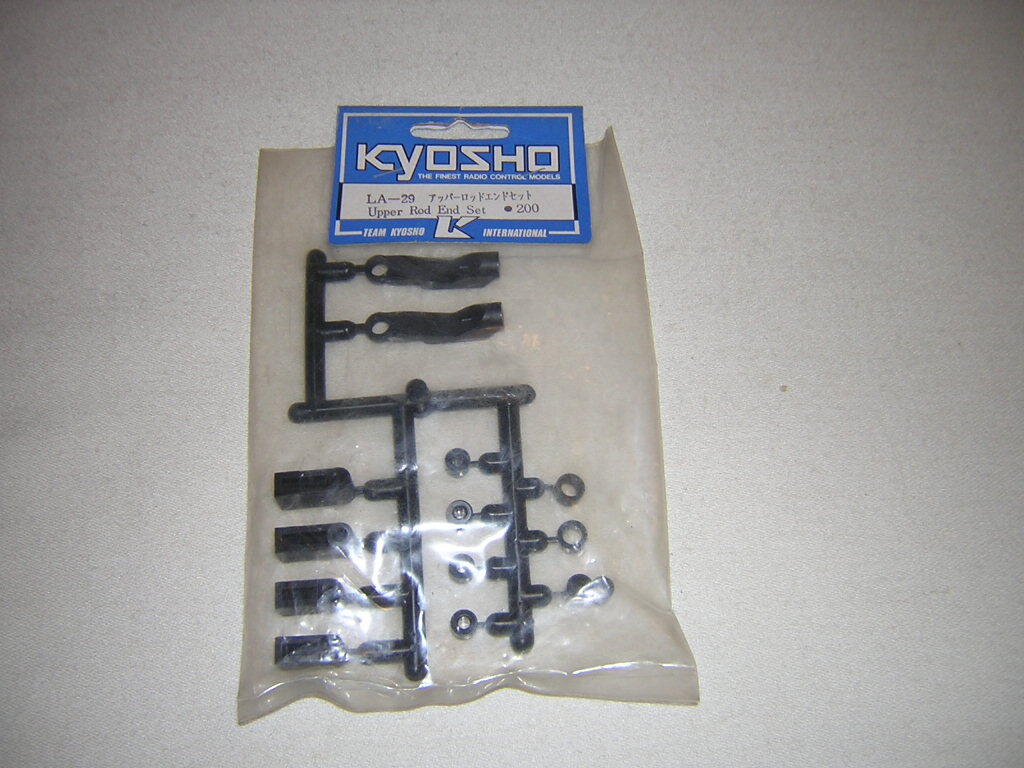 KYOSHO
THE FINEST RADIO CONTROL MODELS
LA-29 アッパーロッドエンドセット
Upper Rod End Set ●200
TEAM KYOSHO K INTERNATIONAL